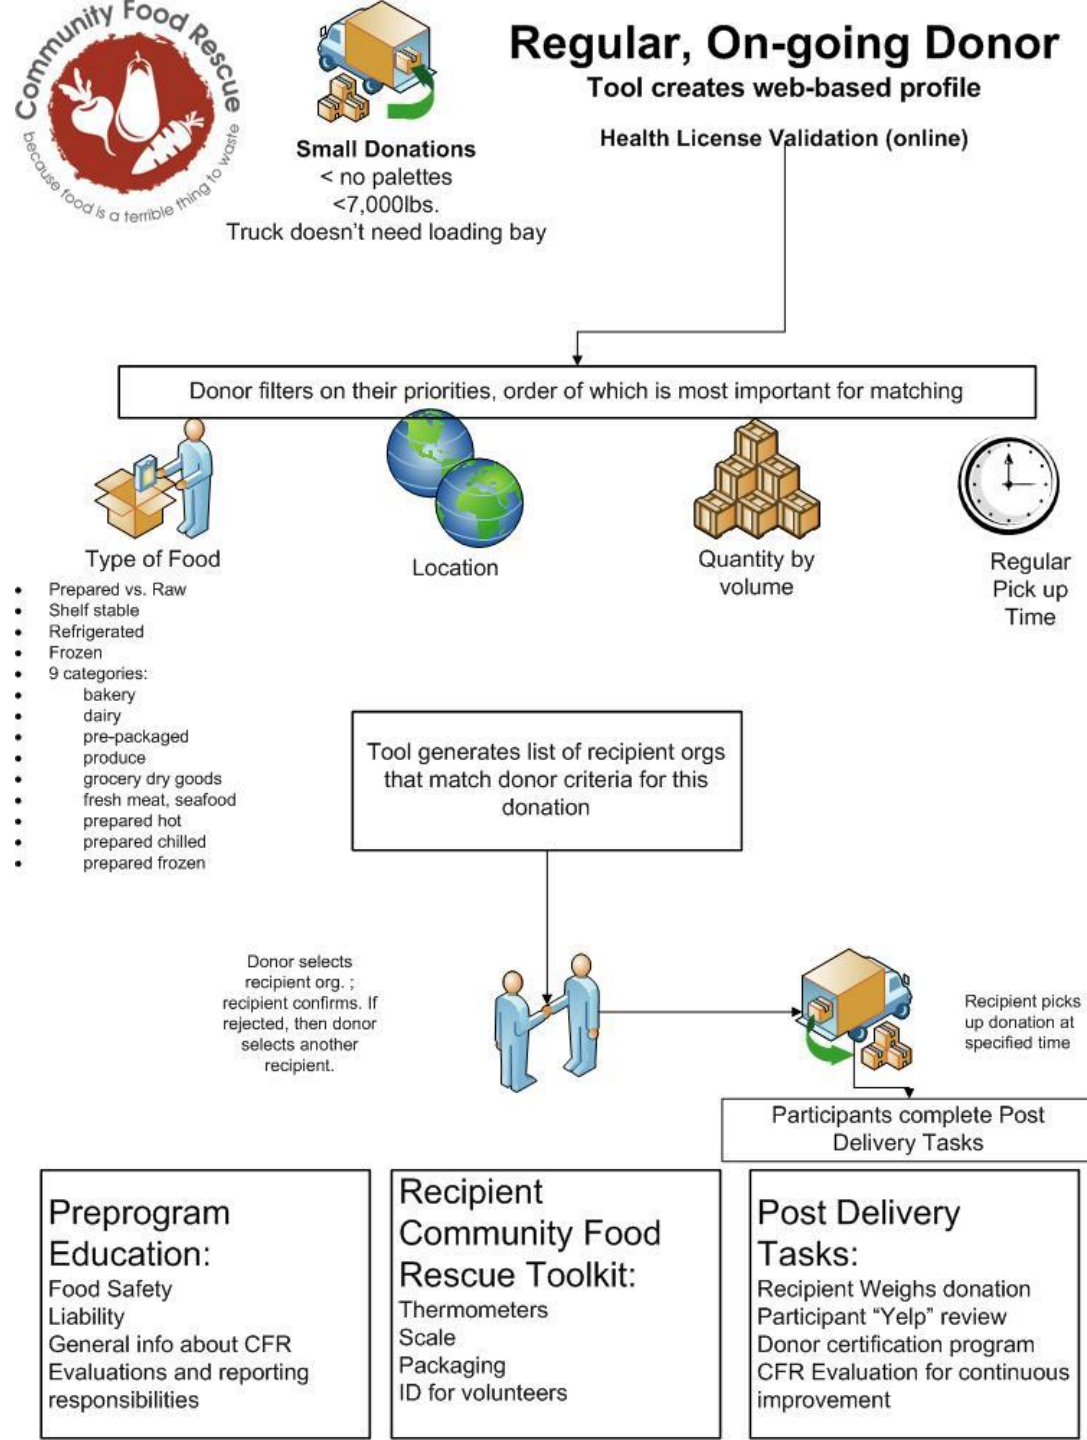 Community Food Rescue
because food is a terrible thing to waste
Regular, On-going Donor
Tool creates web-based profile
Health License Validation (online)
Small Donations
< no palettes
<7,000lbs.
Truck doesn't need loading bay
Donor filters on their priorities, order of which is most important for matching
Type of Food
• Prepared vs. Raw
• Shelf stable
• Refrigerated
• Frozen
• 9 categories:
• bakery
• dairy
• pre-packaged
• produce
• grocery dry goods
• fresh meat, seafood
• prepared hot
• prepared chilled
• prepared frozen
Location
Quantity by
volume
Regular
Pick up
Time
Tool generates list of recipient orgs
that match donor criteria for this
donation
Donor selects
recipient org. ;
recipient confirms. If
rejected, then donor
selects another
recipient.
Recipient picks
up donation at
specified time
Participants complete Post
Delivery Tasks
Preprogram
Education:
Food Safety
Liability
General info about CFR
Evaluations and reporting
responsibilities
Recipient
Community Food
Rescue Toolkit:
Thermometers
Scale
Packaging
ID for volunteers
Post Delivery
Tasks:
Recipient Weighs donation
Participant “Yelp” review
Donor certification program
CFR Evaluation for continuous
improvement